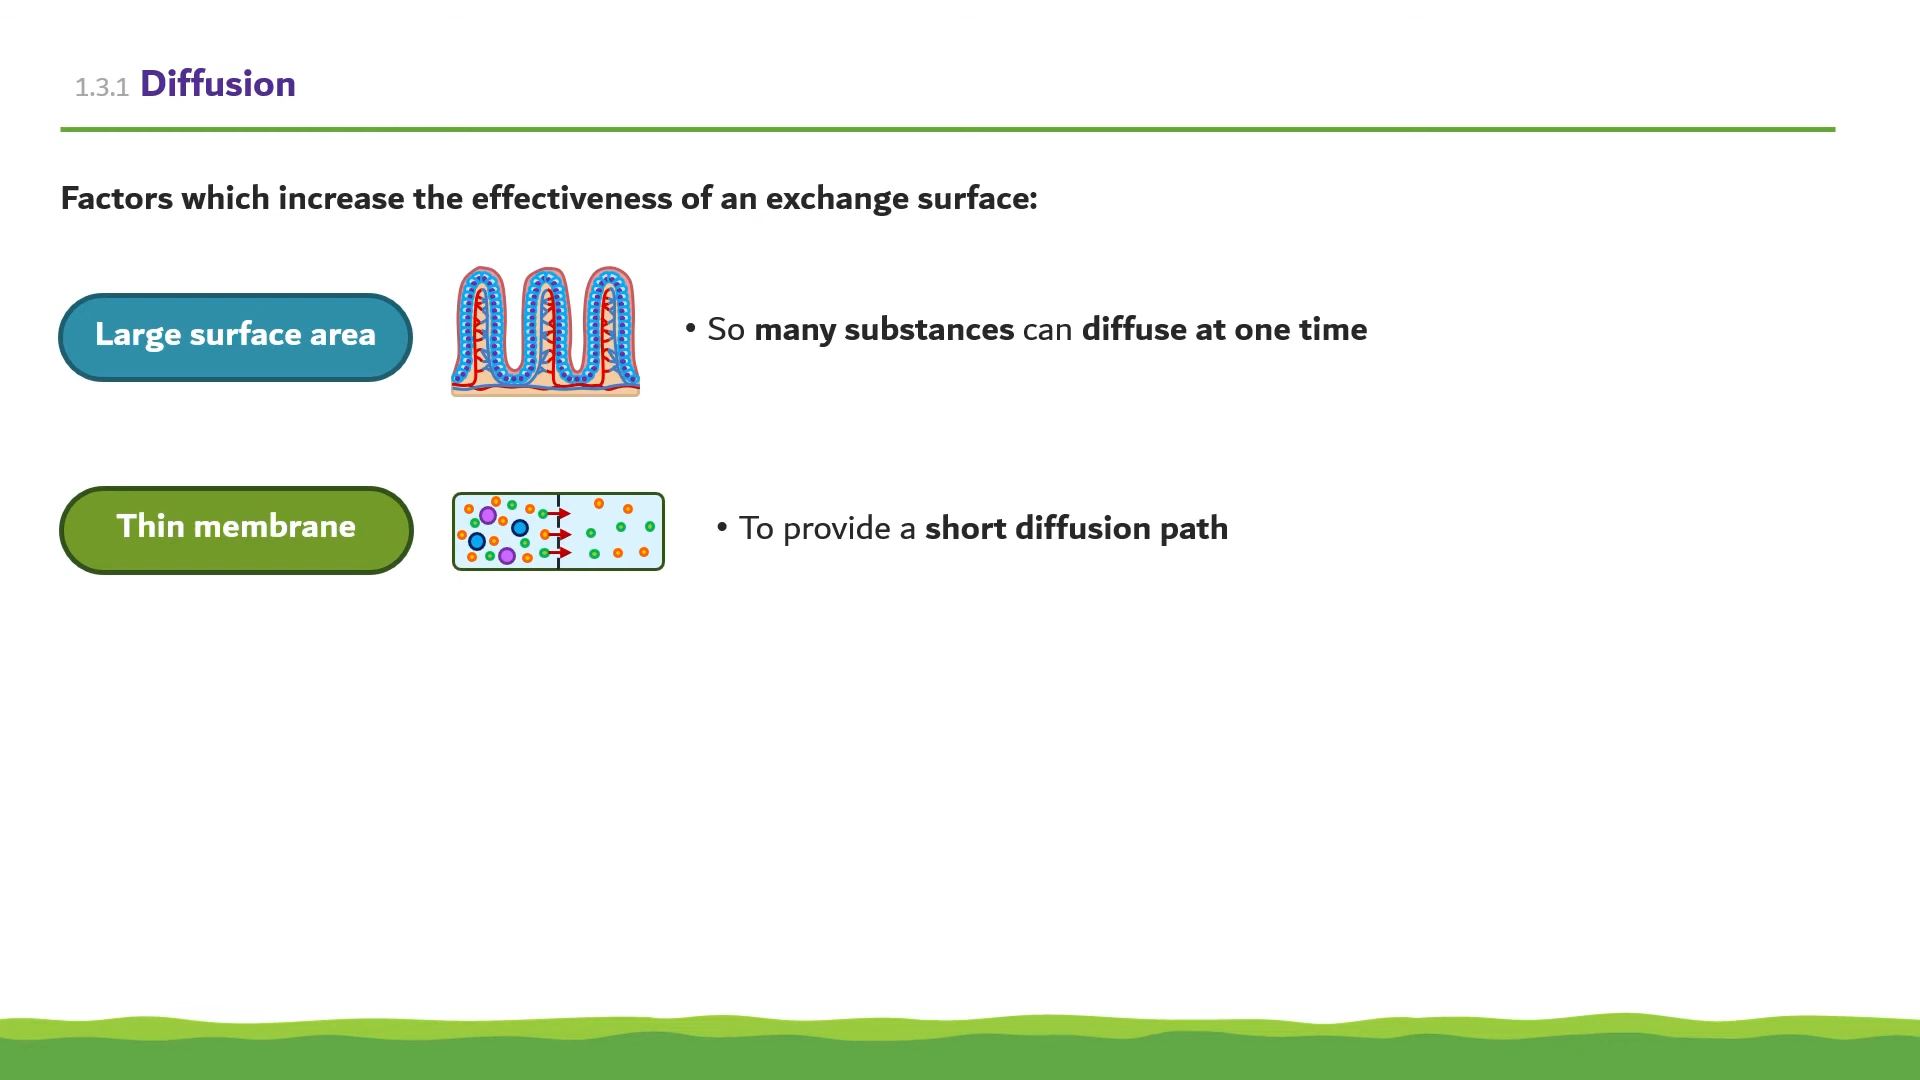 1.3.1 Diffusion
Factors which increase the effectiveness of an exchange surface:
Large surface area
• So many substances can diffuse at one time
Thin membrane
• To provide a short diffusion path